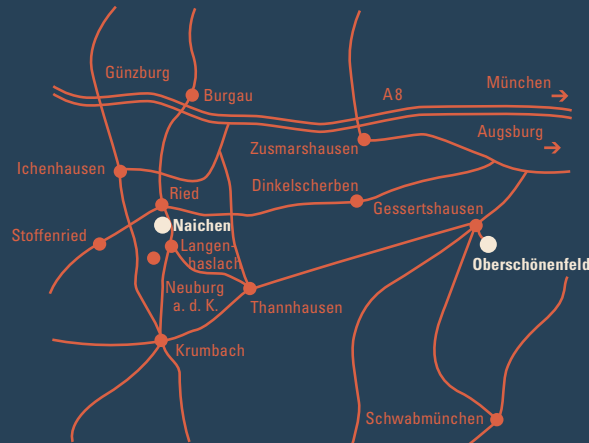 Günzburg
München
Burgau
A8
Augsburg
Zusmarshausen
Ichenhausen
Dinkelscherben
Ried
Gessertshausen
Naichen
Stoffenried
Langen-
haslach
Oberschönenfeld
Neuburg
a. d. K.
Thannhausen
Krumbach
Schwabmünchen